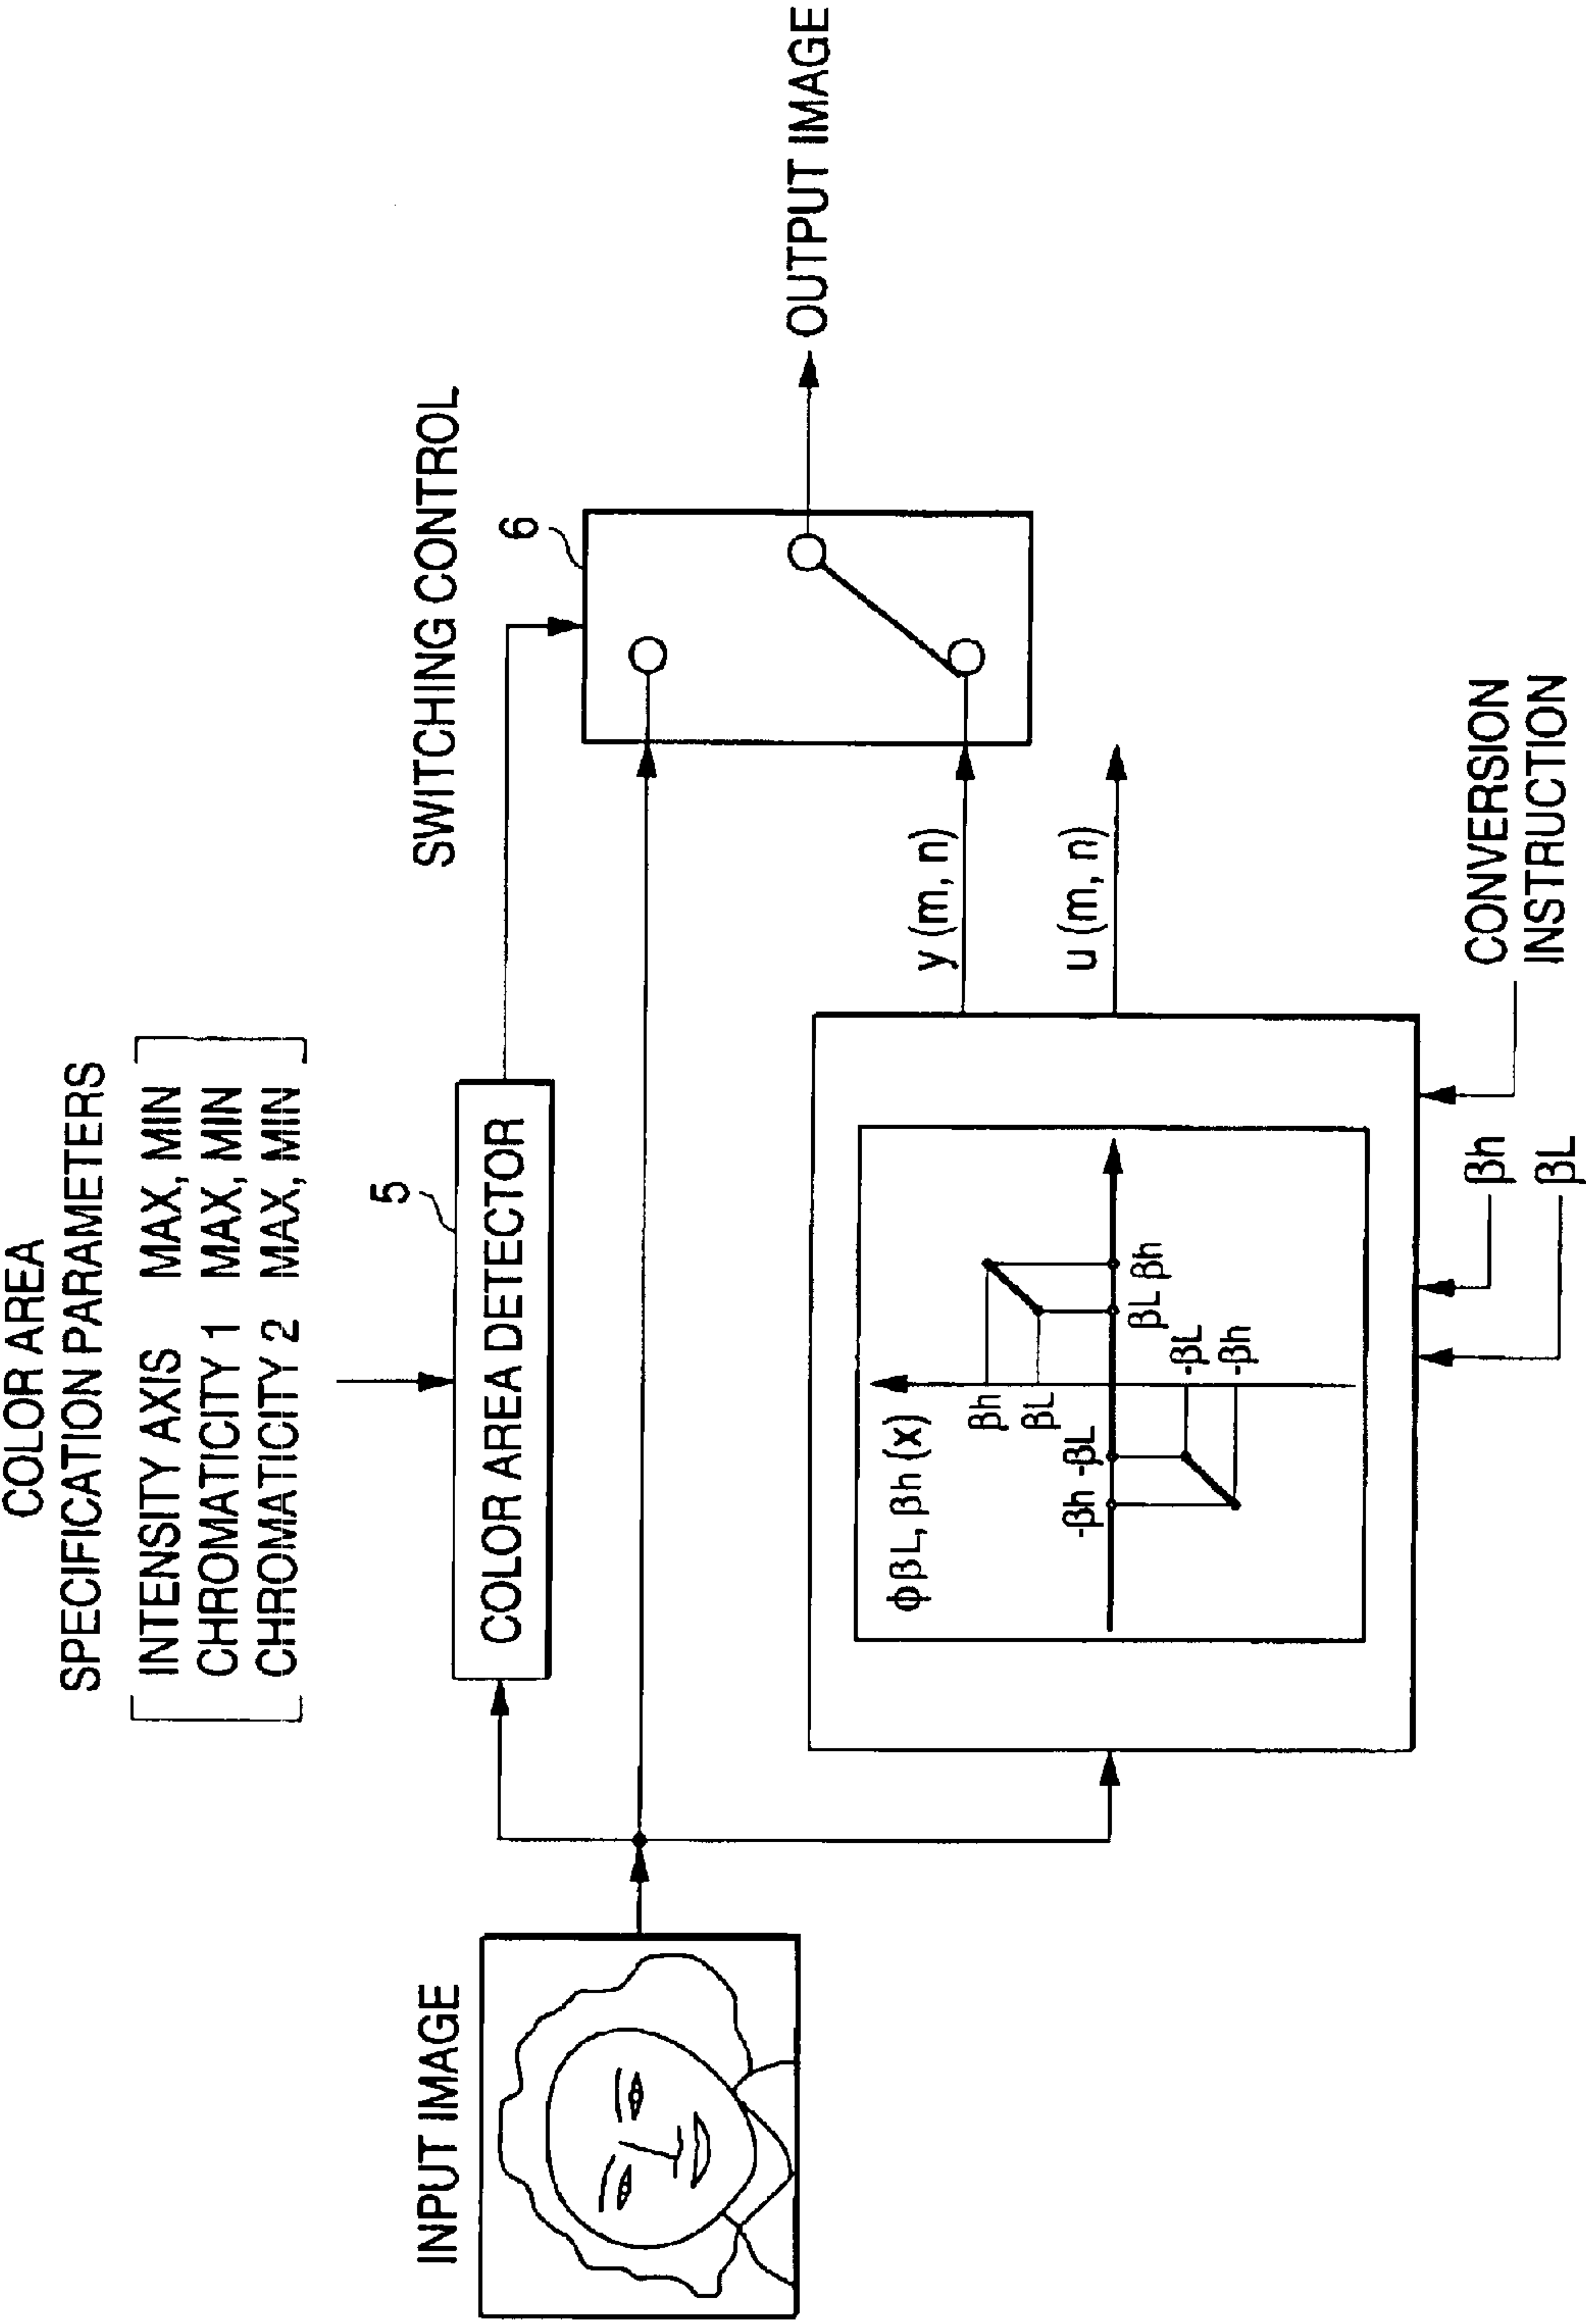 COLOR AREA
SPECIFICATION PARAMETERS
INTENSITY AXIS MAX, MIN
CHROMATICITY 1 MAX, MIN
CHROMATICITY 2 MAX, MIN
5
COLOR AREA DETECTOR
SWITCHING CONTROL
6
INPUT IMAGE
OUTPUT IMAGE
y (m, n)
u (m, n)
ϕ βL, βh (x)
βh
βL
-βh -βL
βL βh
-βL
-βh
βh
βL
CONVERSION
INSTRUCTION